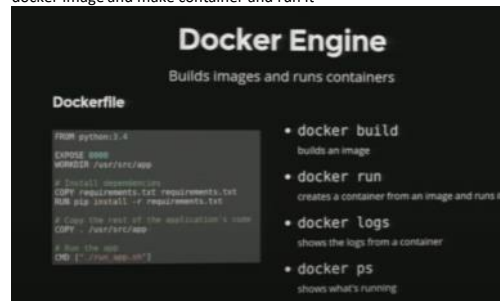 docker image and make container and run it
Docker Engine
Builds images and runs containers
Dockerfile
FROM python:3.4
EXPOSE 8000
WORKDIR /usr/src/app
# Install dependencies
COPY requirements.txt requirements.txt
RUN pip install -r requirements.txt
# Copy the rest of the application's code
COPY . /usr/src/app
# Run the app
CMD ["./run_app.sh"]
• docker build
builds an image
• docker run
creates a container from an image and runs
• docker logs
shows the logs from a container
• docker ps
shows what's running